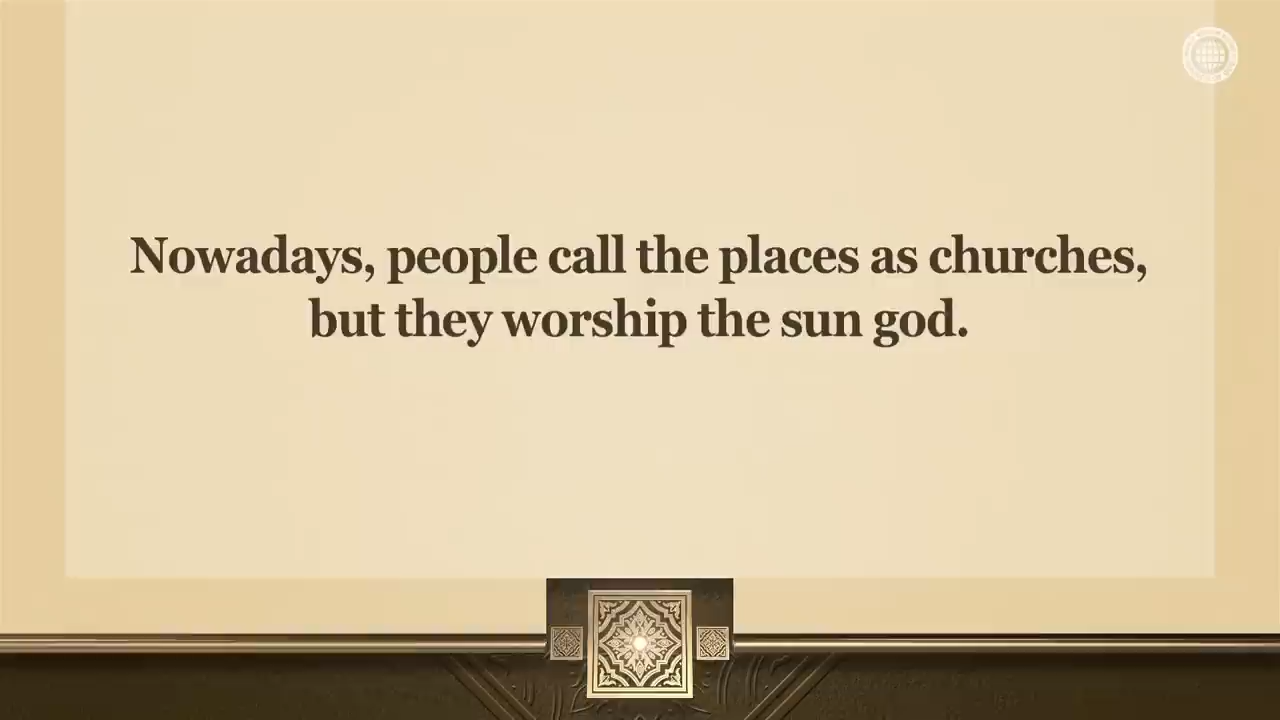 Nowadays, people call the places as churches,
but they worship the sun god.